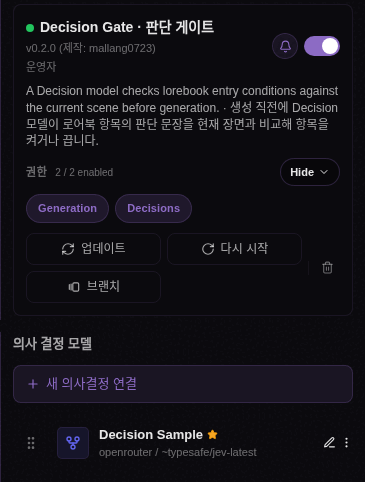 Decision Gate · 판단 게이트
v0.2.0 (제작: mallang0723)
운영자
A Decision model checks lorebook entry conditions against
the current scene before generation. · 생성 직전에 Decision
모델이 로어북 항목의 판단 문장을 현재 장면과 비교해 항목을
켜거나 끕니다.
권한 2 / 2 enabled
Hide
Generation
Decisions
업데이트
다시 시작
브랜치
의사 결정 모델
+ 새 의사결정 연결
Decision Sample
openrouter / ~typesafe/jev-latest